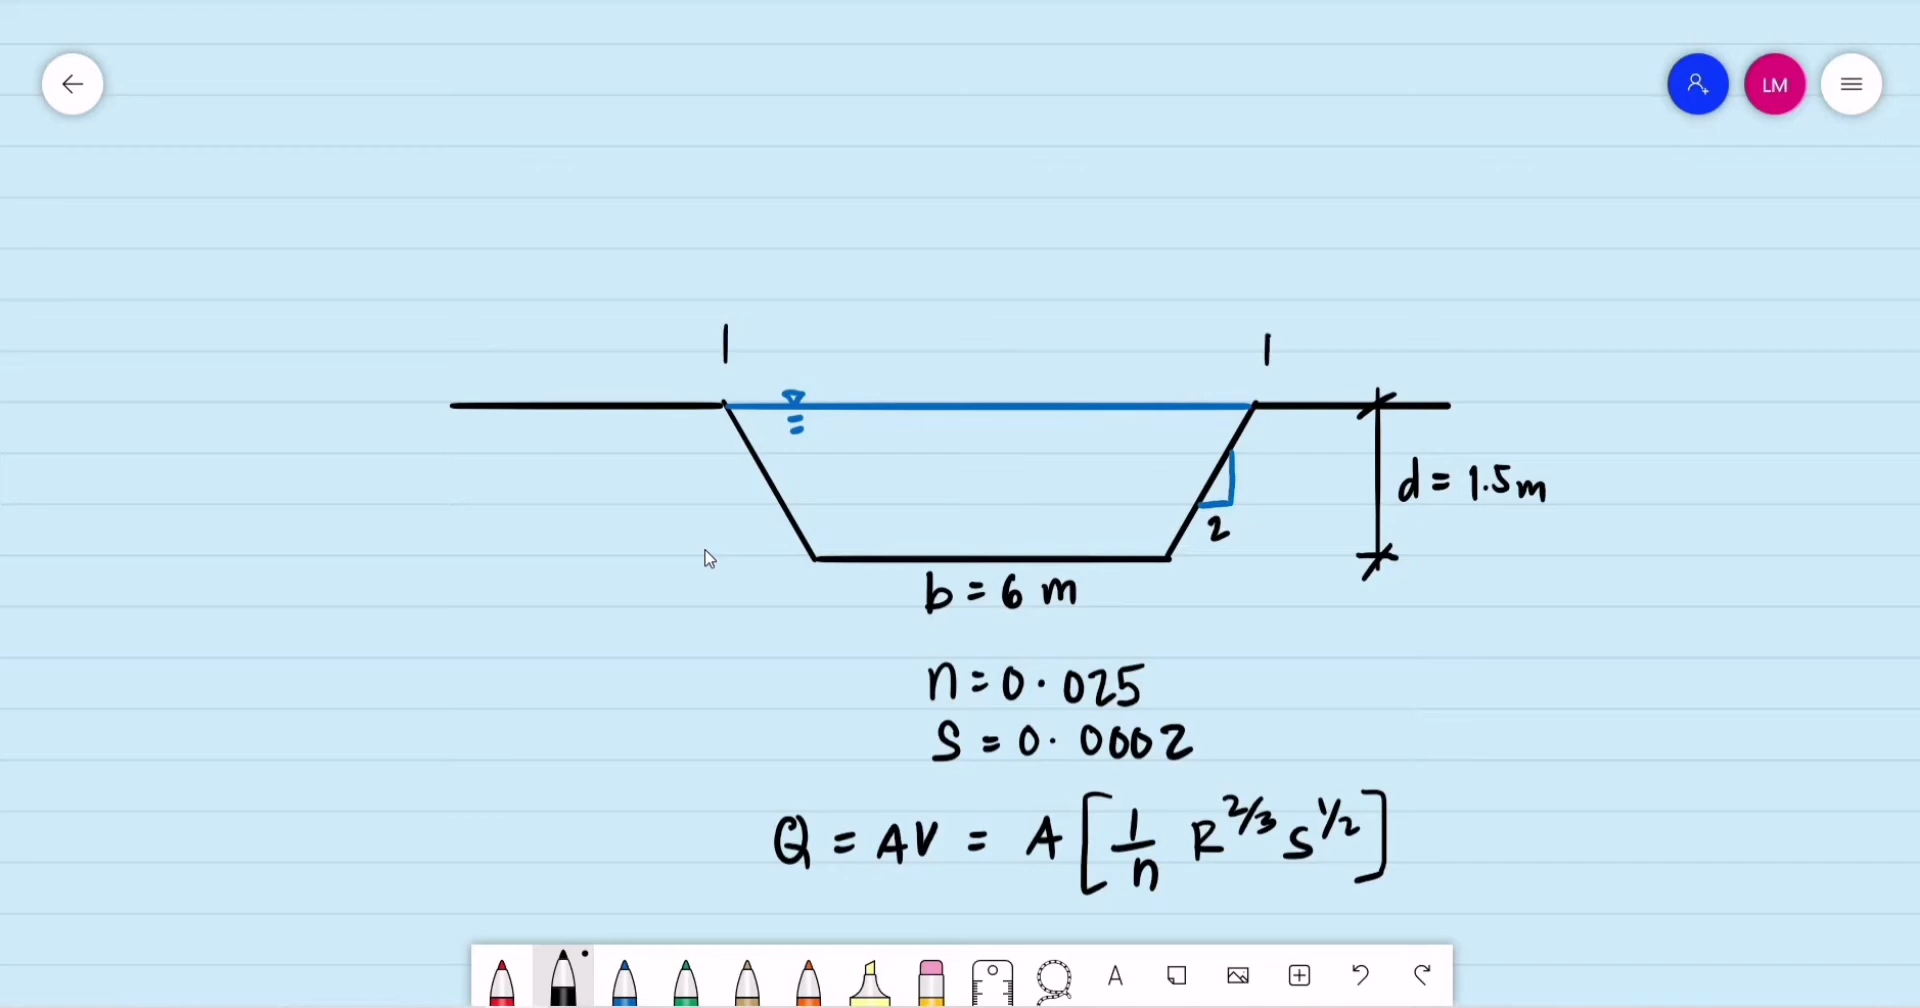 LM
1 1
d = 1.5m
2
b = 6 m
n = 0.025
S = 0.0002
Q = AV = A [ 1/n R^2/3 S^1/2 ]
A